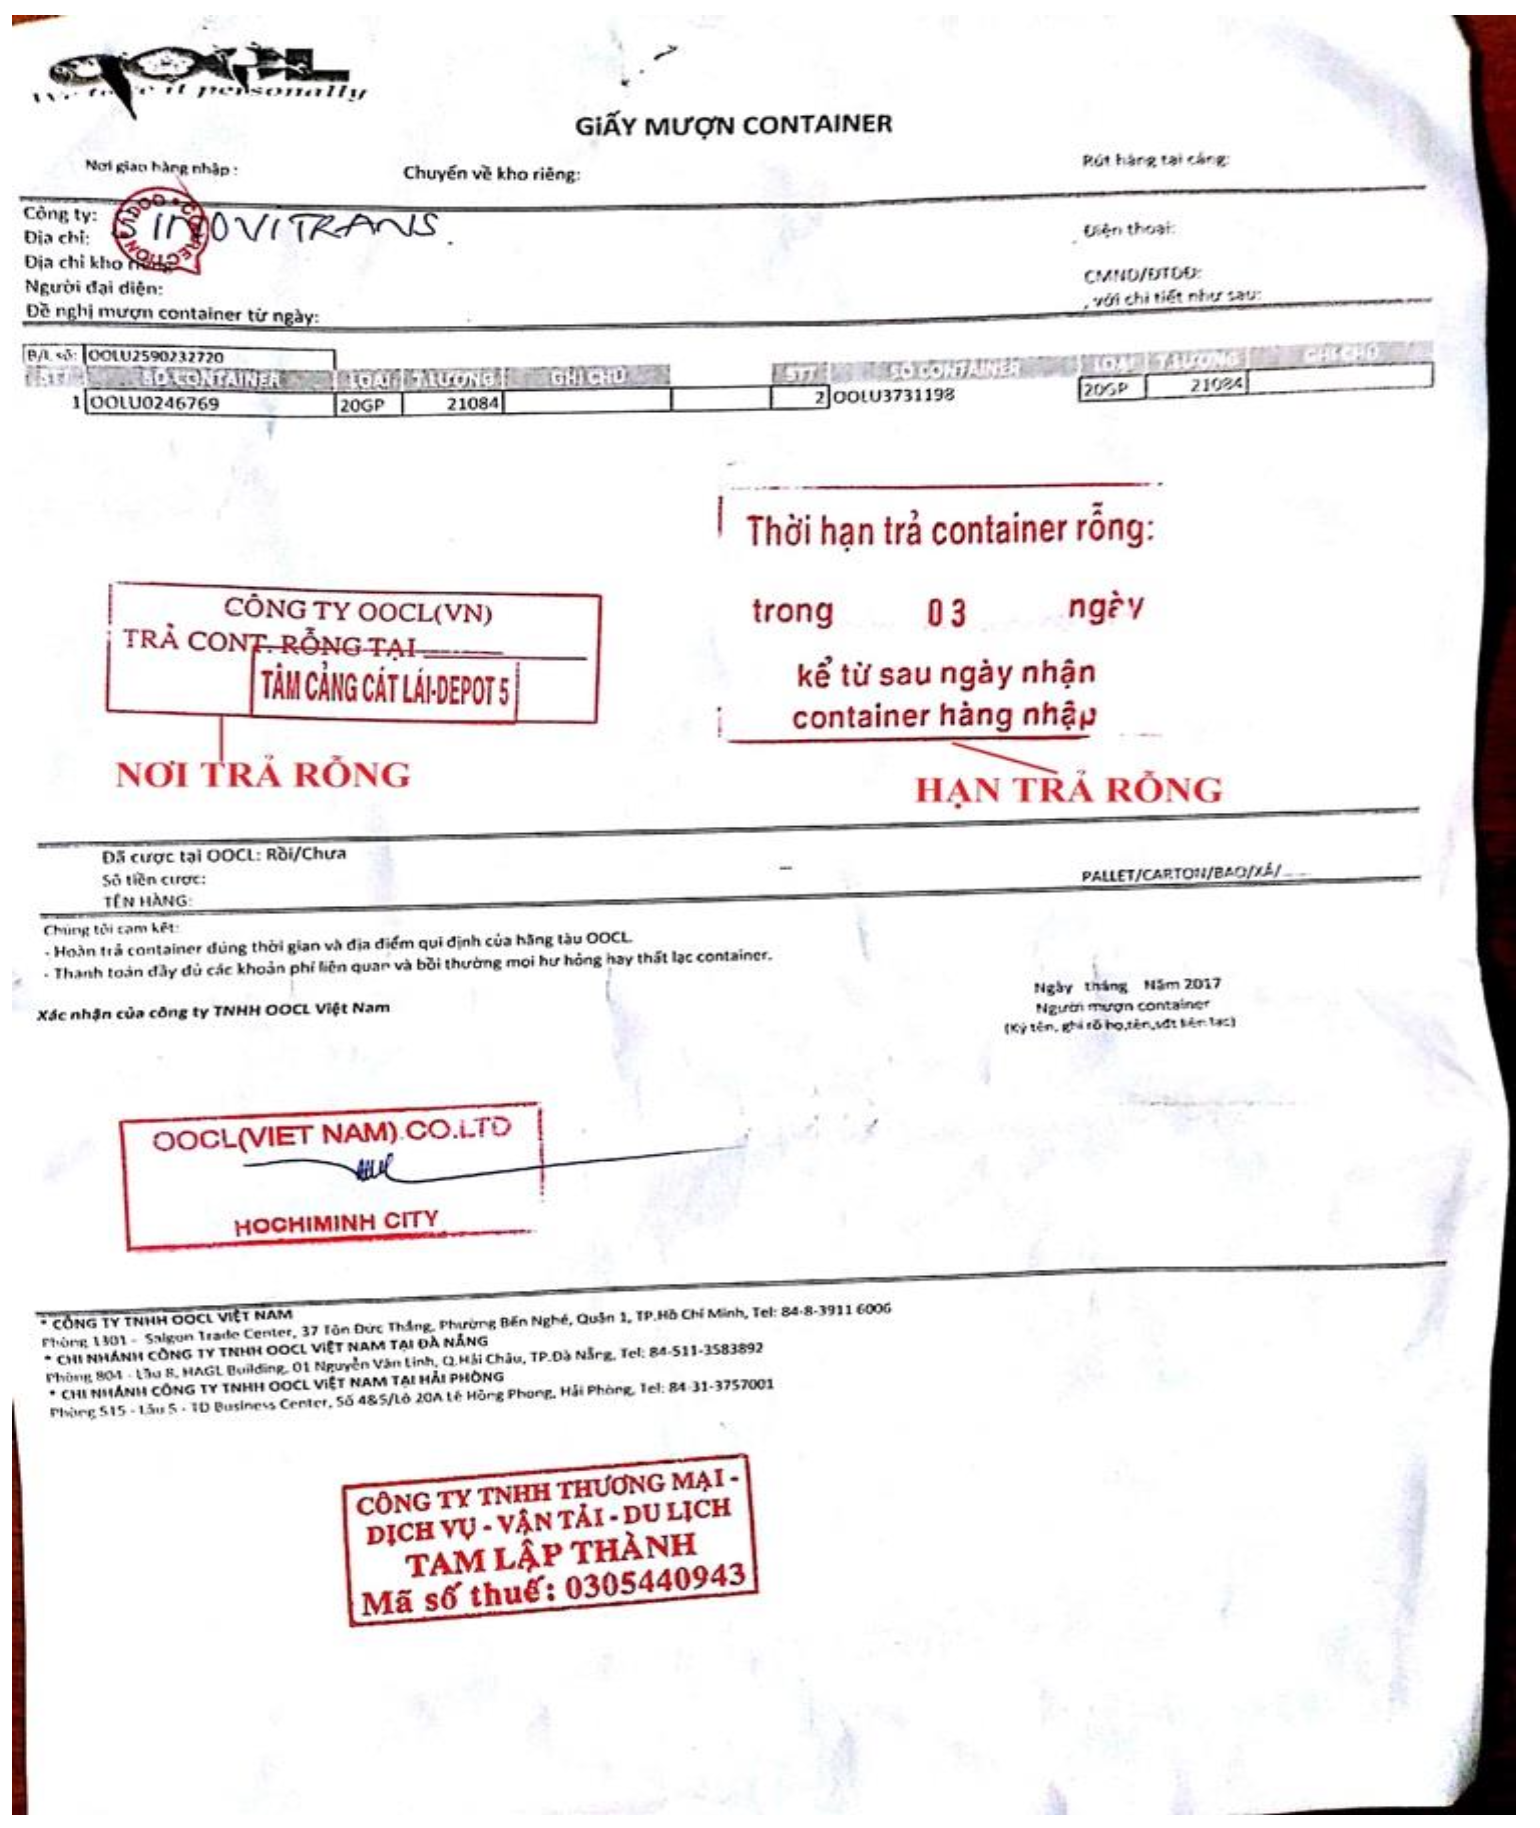 OOCL
We take it personally
GIẤY MƯỢN CONTAINER
Nơi giao hàng nhập :
Chuyển về kho riêng:
Rút hàng tại cảng:
Công ty: SINOVITRANS.
CORRECTION
Địa chỉ:
Điện thoại:
Địa chỉ kho riêng:
Người đại diện:
CMND/ĐTDĐ:
Đề nghị mượn container từ ngày:
, với chi tiết như sau:
B/L số: OOLU2590232720
STT SỐ CONTAINER LOẠI T.LƯỢNG GHI CHÚ STT SỐ CONTAINER LOẠI T.LƯỢNG GHI CHÚ
1 OOLU0246769 20GP 21084 2 OOLU3731198 20GP 21084
Thời hạn trả container rỗng:
trong 03 ngày
kể từ sau ngày nhận
container hàng nhập
HẠN TRẢ RỖNG
CÔNG TY OOCL(VN)
TRẢ CONT. RỖNG TẠI
TÂM CẢNG CÁT LÁI-DEPOT 5
NƠI TRẢ RỖNG
Đã cược tại OOCL: Rồi/Chưa
Số tiền cược:
PALLET/CARTON/BAO/XÁ/
TÊN HÀNG:
Chúng tôi cam kết:
- Hoàn trả container đúng thời gian và địa điểm qui định của hãng tàu OOCL.
- Thanh toán đầy đủ các khoản phí liên quan và bồi thường mọi hư hỏng hay thất lạc container.
Ngày tháng Năm 2017
Xác nhận của công ty TNHH OOCL Việt Nam
Người mượn container
(Ký tên, ghi rõ họ,tên,sđt liên lạc)
OOCL(VIET NAM) CO.LTD
HOCHIMINH CITY
* CÔNG TY TNHH OOCL VIỆT NAM
Phòng 1301 - Saigon Trade Center, 37 Tôn Đức Thắng, Phường Bến Nghé, Quận 1, TP.Hồ Chí Minh, Tel: 84-8-3911 6006
* CHI NHÁNH CÔNG TY TNHH OOCL VIỆT NAM TẠI ĐÀ NẴNG
Phòng 804 - Lầu 8, HAGL Building, 01 Nguyễn Văn Linh, Q.Hải Châu, TP.Đà Nẵng, Tel: 84-511-3583892
* CHI NHÁNH CÔNG TY TNHH OOCL VIỆT NAM TẠI HẢI PHÒNG
Phòng 515 - Lầu 5 - TD Business Center, Số 4&5/Lô 20A Lê Hồng Phong, Hải Phòng, Tel: 84-31-3757001
CÔNG TY TNHH THƯƠNG MẠI -
DỊCH VỤ - VẬN TẢI - DU LỊCH
TAM LẬP THÀNH
Mã số thuế: 0305440943